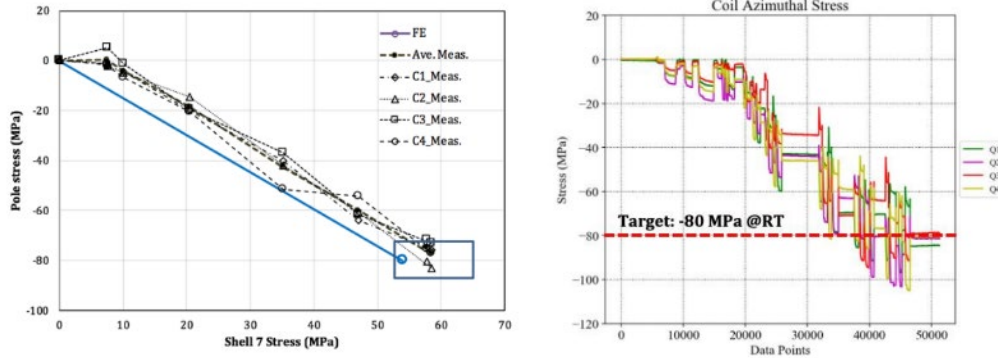 20
0
-20
-40
-60
-80
-100
Pole stress (MPa)
0
10
20
30
40
50
60
70
Shell 7 Stress (MPa)
FE
Ave. Meas.
C1_Meas.
C2_Meas.
C3_Meas.
C4_Meas.
Coil Azimuthal Stress
20
0
-20
-40
-60
-80
-100
-120
Stress (MPa)
Target: -80 MPa @RT
0
10000
20000
30000
40000
50000
Data Points
Q1